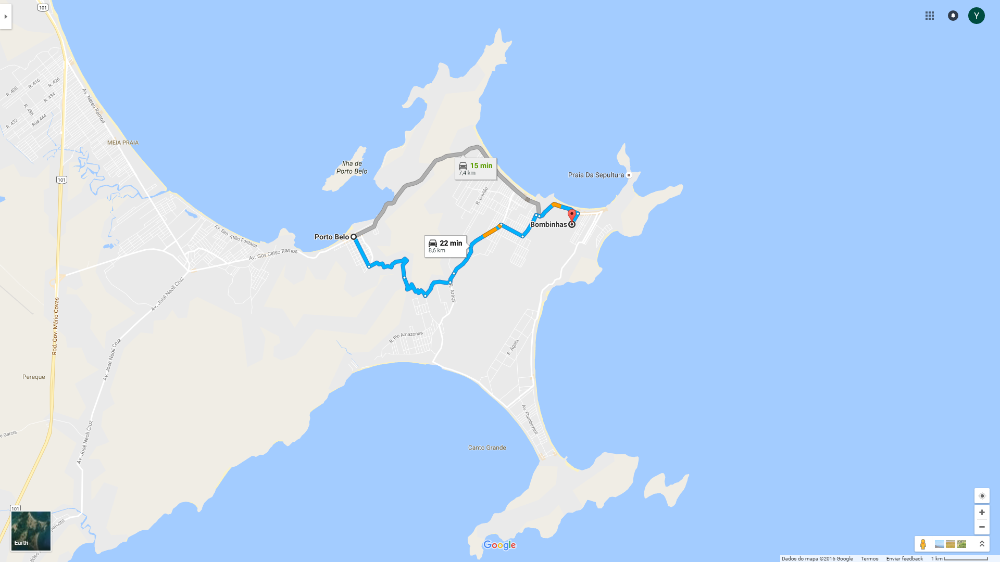 101
Y
R. 408
R. 416
R. 426
R. 434
R. 436
Rua 444
R. 432
Av. Nereu Ramos
MEIA PRAIA
Ilha de
Porto Belo
15 min
7,4 km
Praia Da Sepultura
101
R. Gavião
Bombinhas
Porto Belo
22 min
8,6 km
Av. Sen. Atílio Fontana
Av. Gov Celso Ramos
Av. José Neoli Cruz
R. Araçá
Rod. Gov. Mário Covas
R. Rio Amazonas
R. Ágata
Av. José Neoli Cruz
Pereque
Av. Flamboyant
e Garcia
Av. José Neoli Cruz
Canto Grande
101
Peixoto
Earth
Google
Dados do mapa ©2016 Google Termos Enviar feedback 1 km